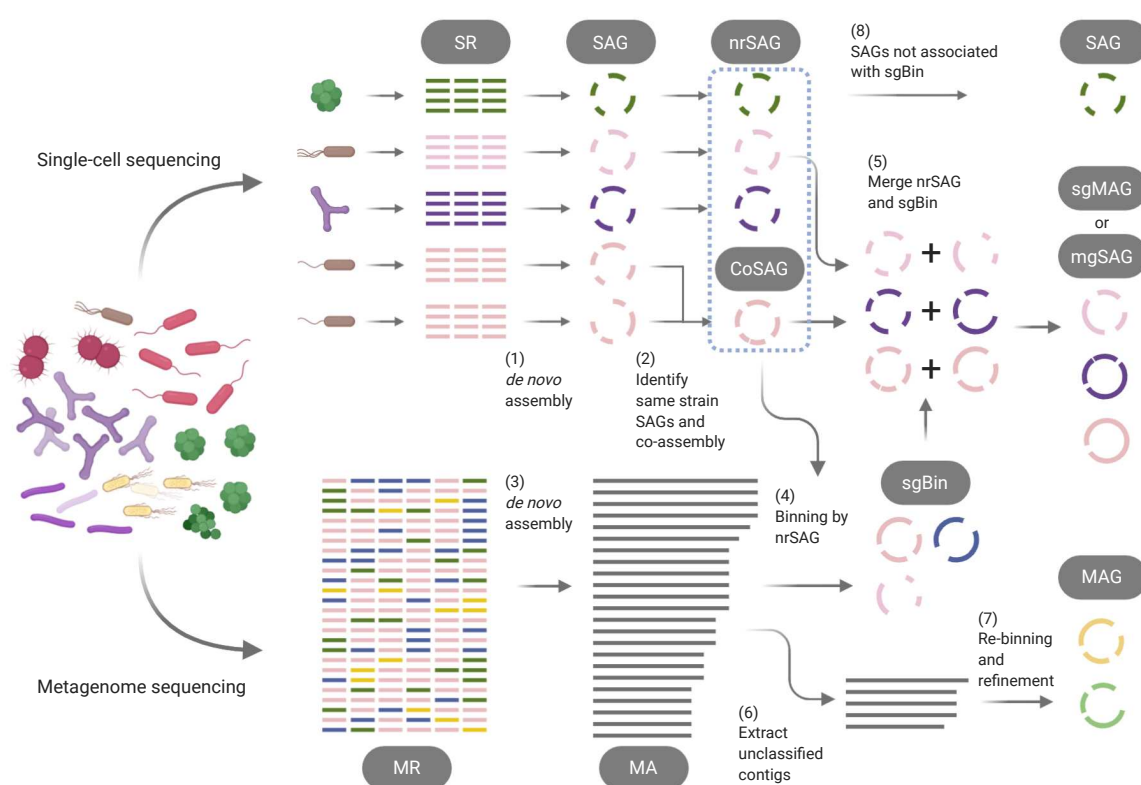 SR
SAG
nrSAG
(8)
SAGs not associated
with sgBin
SAG
Single-cell sequencing
(5)
Merge nrSAG
and sgBin
sgMAG
or
mgSAG
CoSAG
(1)
de novo
assembly
(2)
Identify
same strain
SAGs and
co-assembly
+
+
+
(3)
de novo
assembly
(4)
Binning by
nrSAG
sgBin
MAG
(7)
Re-binning
and
refinement
Metagenome sequencing
(6)
Extract
unclassified
contigs
MR
MA